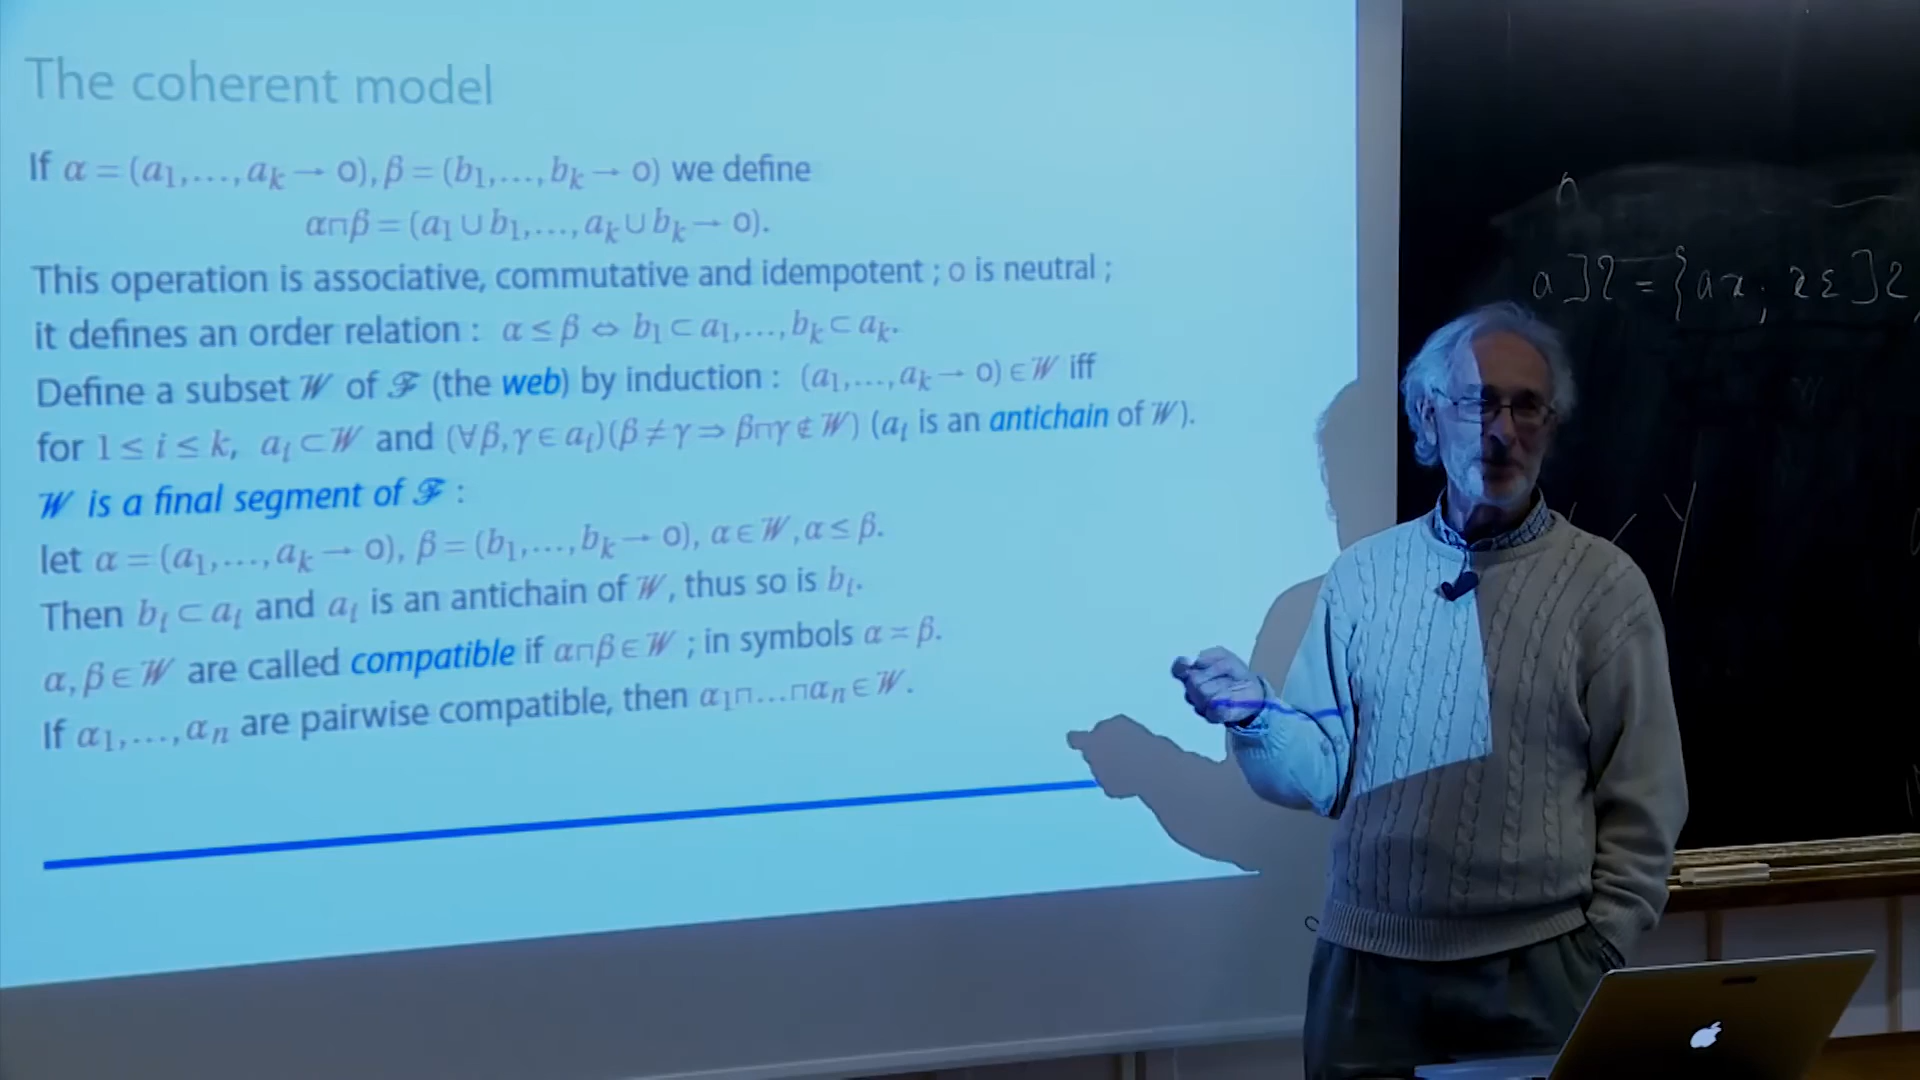 The coherent model
If α = (a₁,…,aₖ → o), β = (b₁,…,bₖ → o) we define
α⊓β = (a₁ ∪ b₁,…, aₖ ∪ bₖ → o).
This operation is associative, commutative and idempotent ; o is neutral ;
it defines an order relation : α ≤ β ⇔ b₁ ⊂ a₁,…, bₖ ⊂ aₖ.
Define a subset 𝒲 of ℱ (the web) by induction : (a₁,…, aₖ → o) ∈ 𝒲 iff
for 1 ≤ i ≤ k, aᵢ ⊂ 𝒲 and (∀β,γ ∈ aᵢ)(β ≠ γ ⇒ β⊓γ ∉ 𝒲) (aᵢ is an antichain of 𝒲).
𝒲 is a final segment of ℱ :
let α = (a₁,…, aₖ → o), β = (b₁,…, bₖ → o), α ∈ 𝒲, α ≤ β.
Then bᵢ ⊂ aᵢ and aᵢ is an antichain of 𝒲, thus so is bᵢ.
α, β ∈ 𝒲 are called compatible if α⊓β ∈ 𝒲 ; in symbols α ≍ β.
If α₁,…, αₙ are pairwise compatible, then α₁⊓…⊓αₙ ∈ 𝒲.